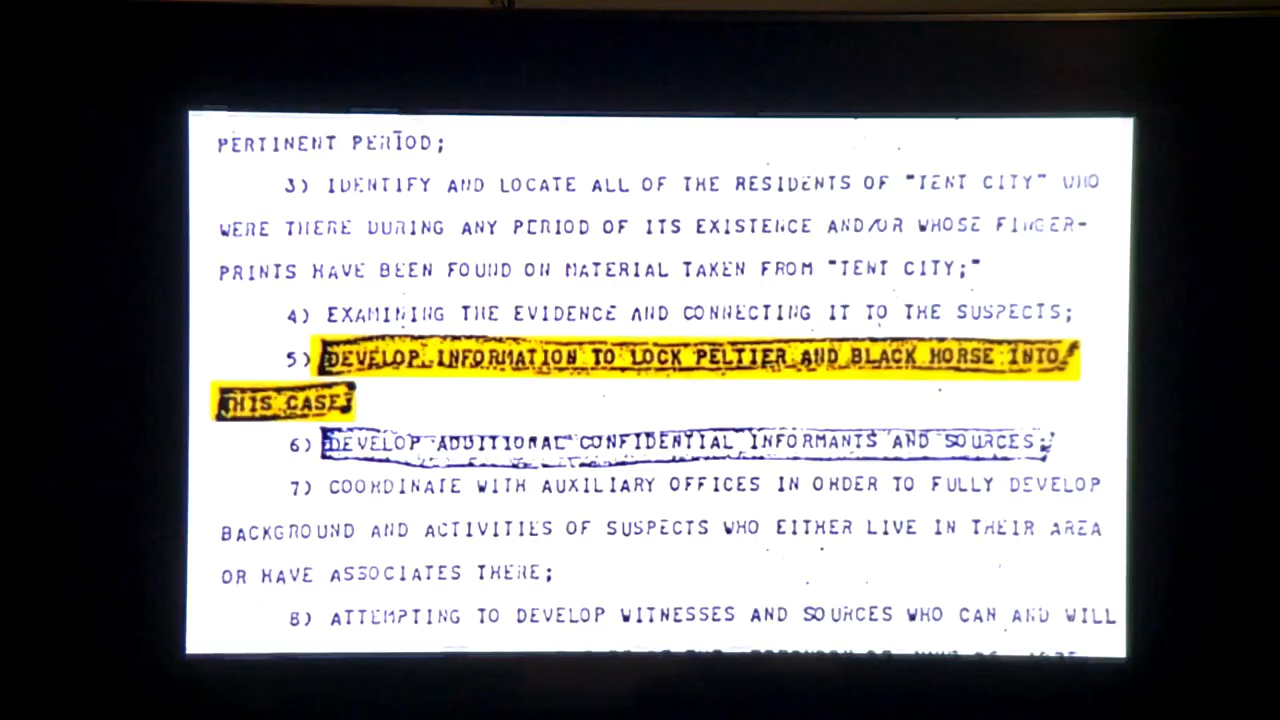 PERTINENT PERIOD;
3) IDENTIFY AND LOCATE ALL OF THE RESIDENTS OF "TENT CITY" WHO
WERE THERE DURING ANY PERIOD OF ITS EXISTENCE AND/OR WHOSE FINGER-
PRINTS HAVE BEEN FOUND ON MATERIAL TAKEN FROM "TENT CITY;"
4) EXAMINING THE EVIDENCE AND CONNECTING IT TO THE SUSPECTS;
5) DEVELOP INFORMATION TO LOCK PELTIER AND BLACK HORSE INTO
THIS CASE;
6) DEVELOP ADDITIONAL CONFIDENTIAL INFORMANTS AND SOURCES;
7) COORDINATE WITH AUXILIARY OFFICES IN ORDER TO FULLY DEVELOP
BACKGROUND AND ACTIVITIES OF SUSPECTS WHO EITHER LIVE IN THEIR AREA
OR HAVE ASSOCIATES THERE;
8) ATTEMPTING TO DEVELOP WITNESSES AND SOURCES WHO CAN AND WILL